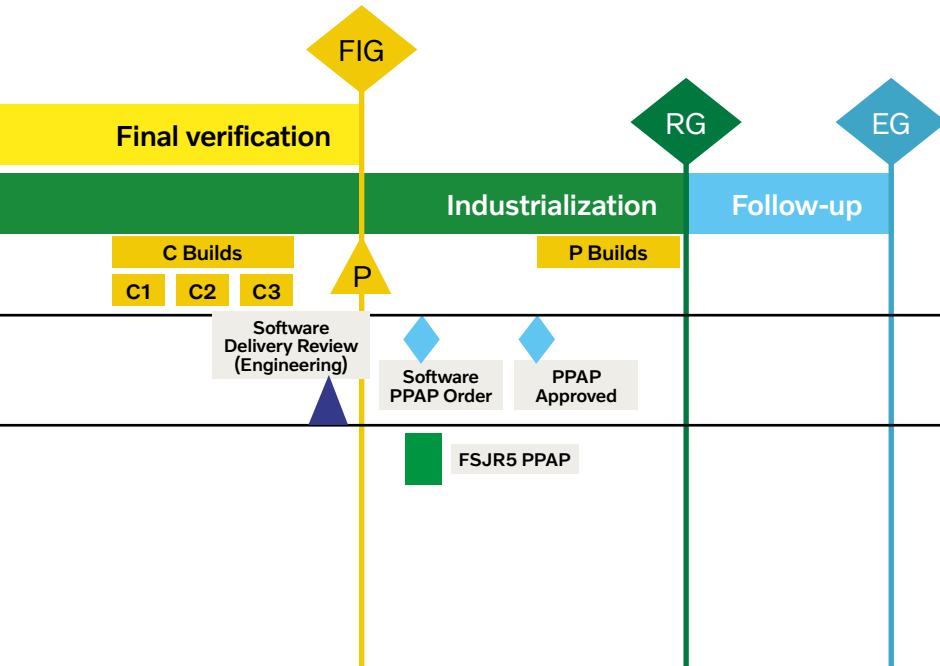 FIG
RG
EG
Final verification
Industrialization
Follow-up
C Builds
P Builds
C1
C2
C3
P
Software
Delivery Review
(Engineering)
Software
PPAP Order
PPAP
Approved
FSJR5 PPAP